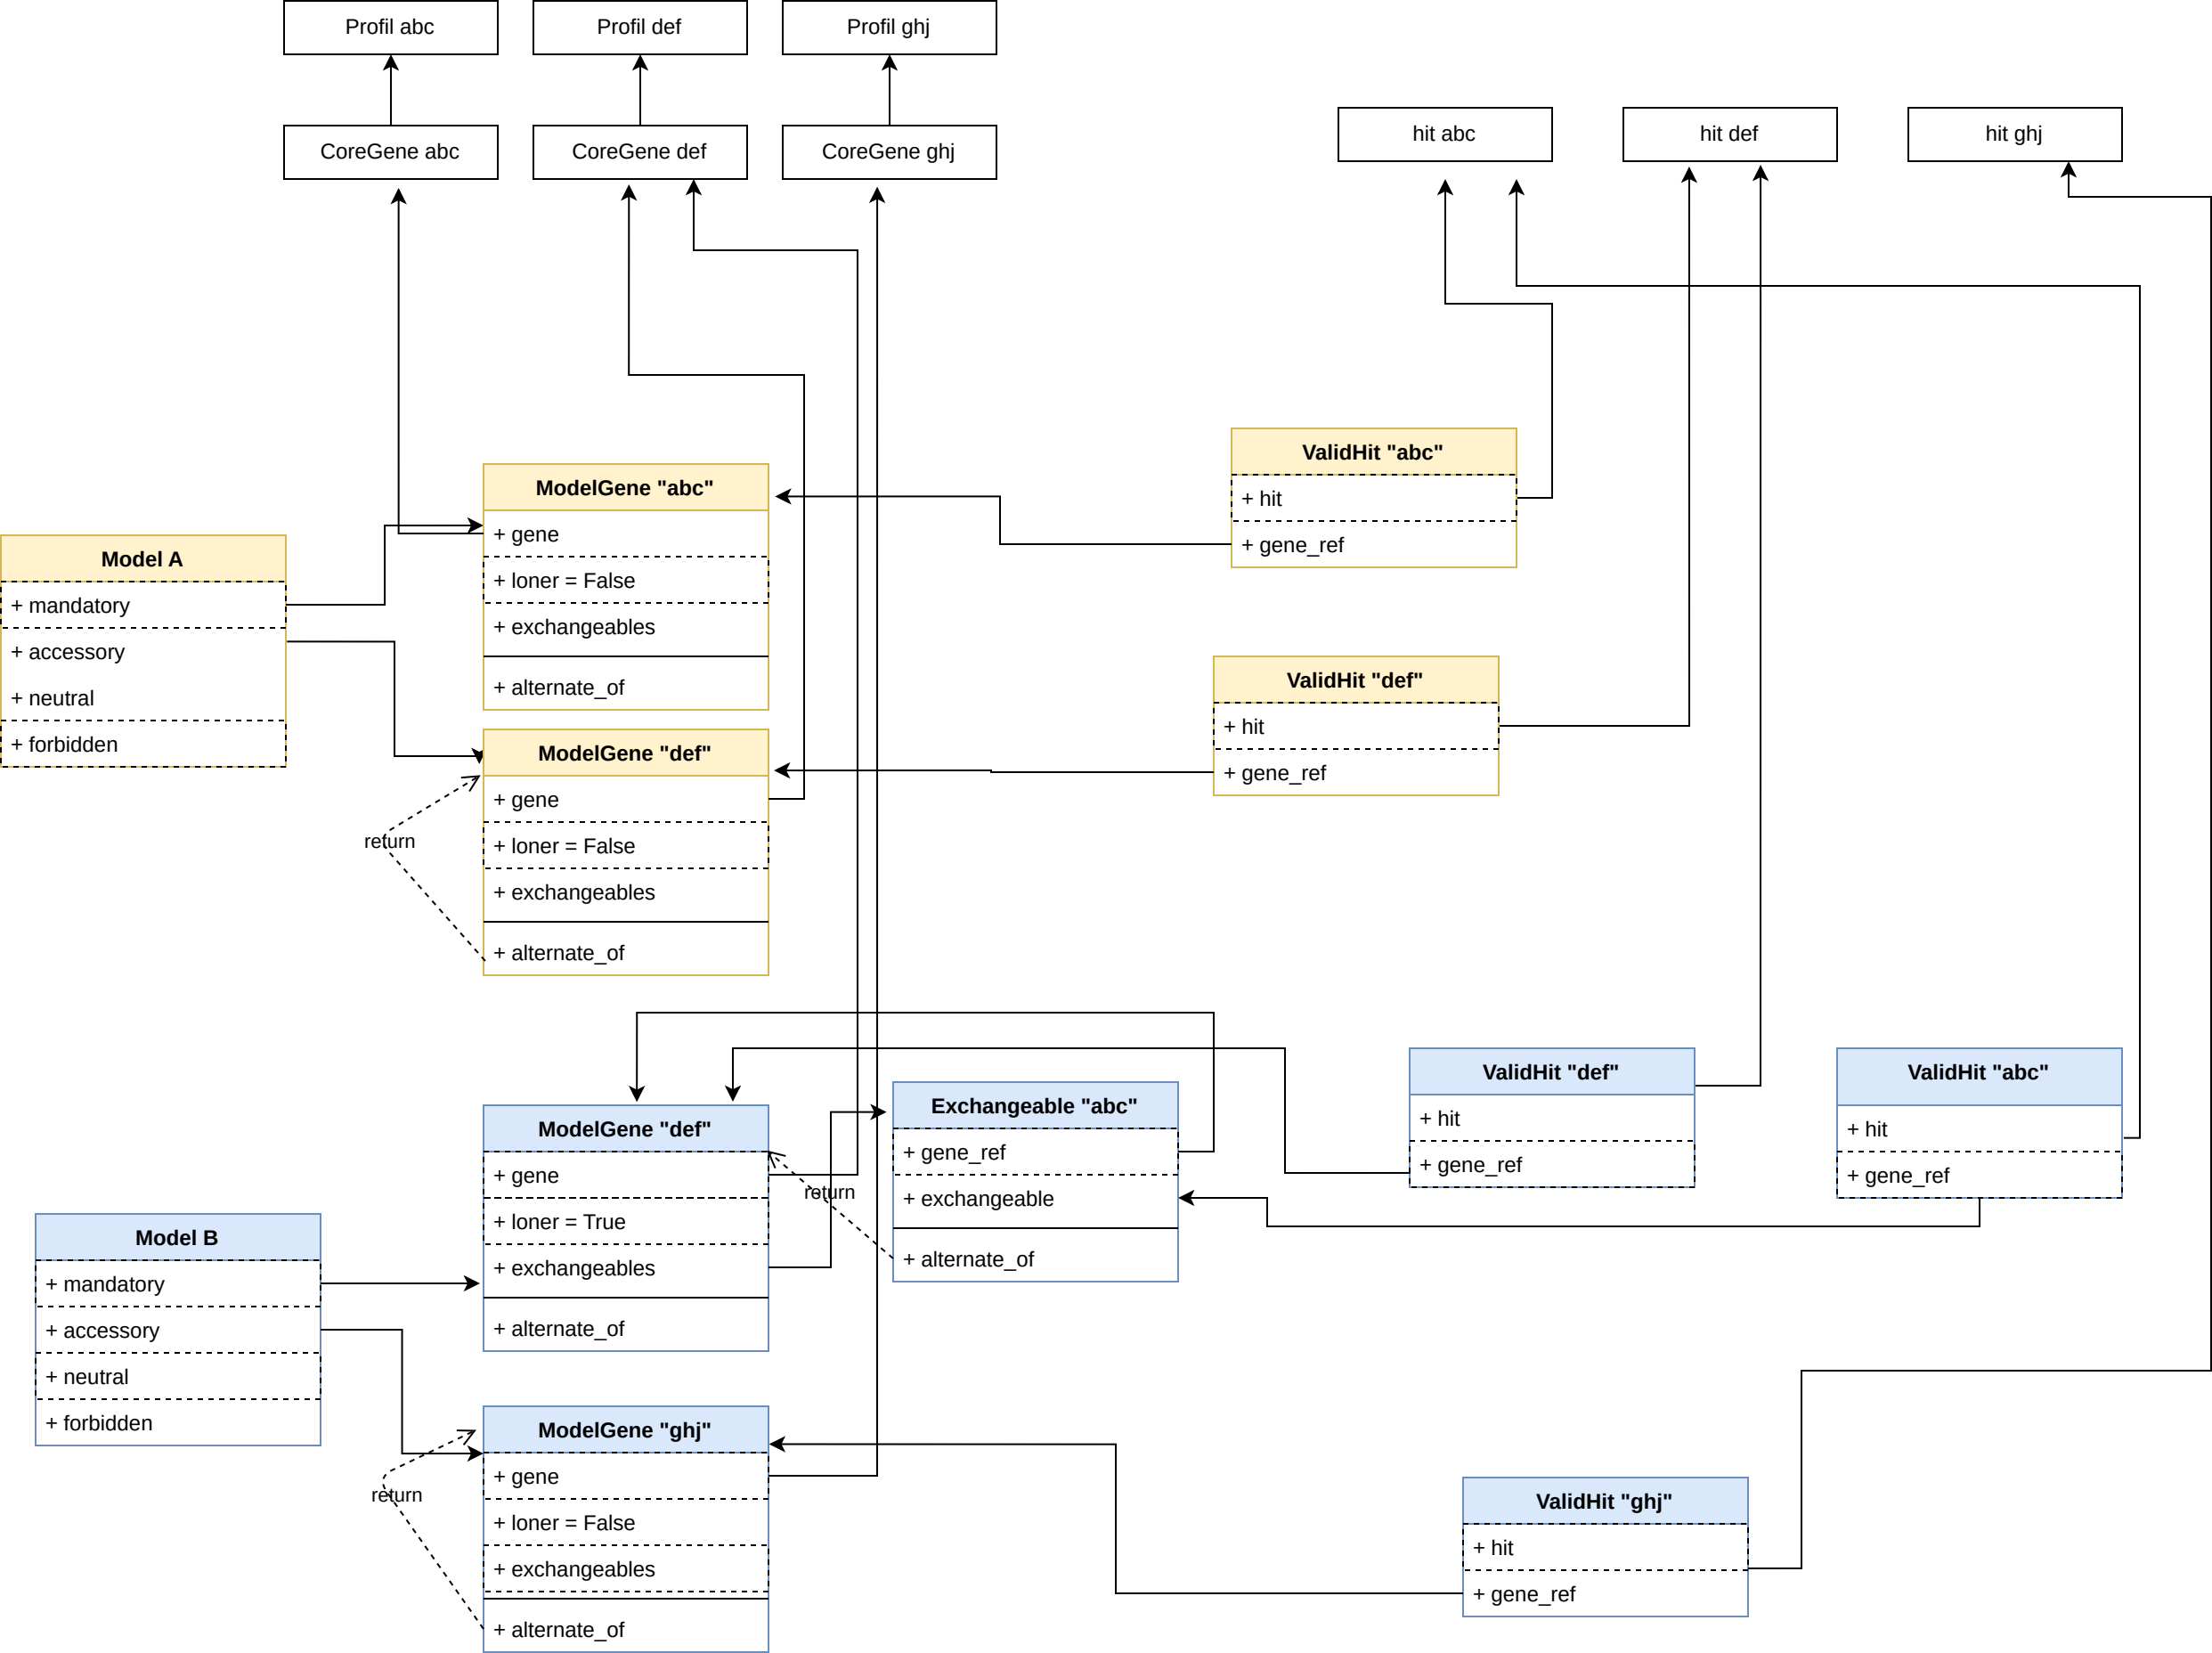 Profil abc
Profil def
Profil ghj
CoreGene abc
CoreGene def
CoreGene ghj
hit abc
hit def
hit ghj
ModelGene "abc"
+ gene
+ loner = False
+ exchangeables
+ alternate_of
ValidHit "abc"
+ hit
+ gene_ref
Model A
+ mandatory
+ accessory
+ neutral
+ forbidden
ModelGene "def"
+ gene
+ loner = False
+ exchangeables
+ alternate_of
return
ValidHit "def"
+ hit
+ gene_ref
ModelGene "def"
+ gene
+ loner = True
+ exchangeables
+ alternate_of
return
Exchangeable "abc"
+ gene_ref
+ exchangeable
+ alternate_of
ValidHit "def"
+ hit
+ gene_ref
ValidHit "abc"
+ hit
+ gene_ref
Model B
+ mandatory
+ accessory
+ neutral
+ forbidden
ModelGene "ghj"
+ gene
+ loner = False
+ exchangeables
+ alternate_of
return
ValidHit "ghj"
+ hit
+ gene_ref